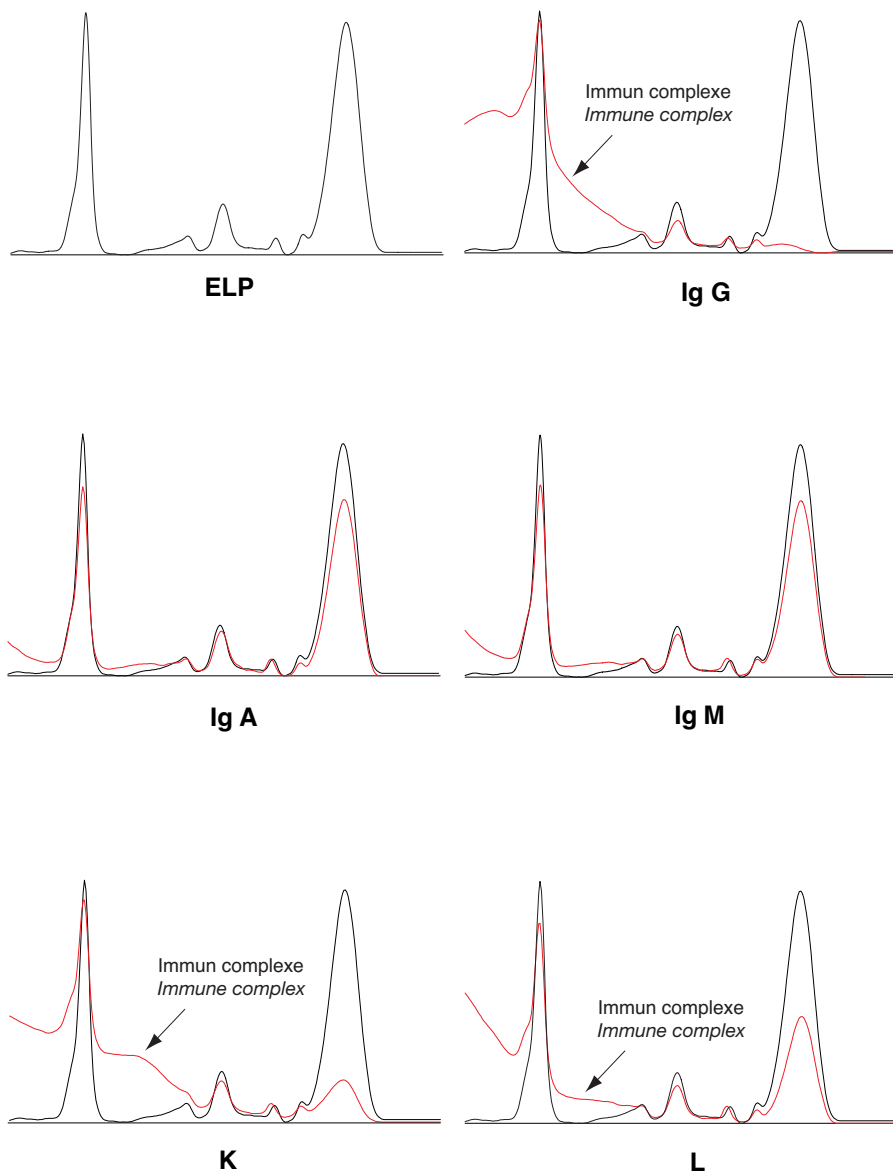 ELP
Immun complexe
Immune complex
Ig G
Ig A
Ig M
Immun complexe
Immune complex
K
Immun complexe
Immune complex
L